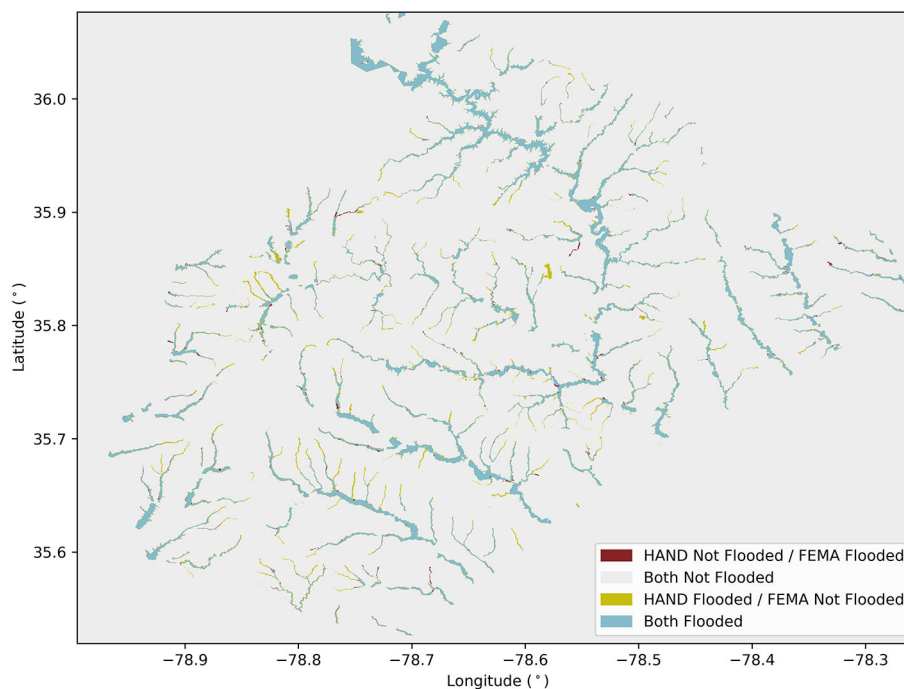 36.0
35.9
35.8
35.7
35.6
Latitude (°)
HAND Not Flooded / FEMA Flooded
Both Not Flooded
HAND Flooded / FEMA Not Flooded
Both Flooded
−78.9 −78.8 −78.7 −78.6 −78.5 −78.4 −78.3
Longitude (°)